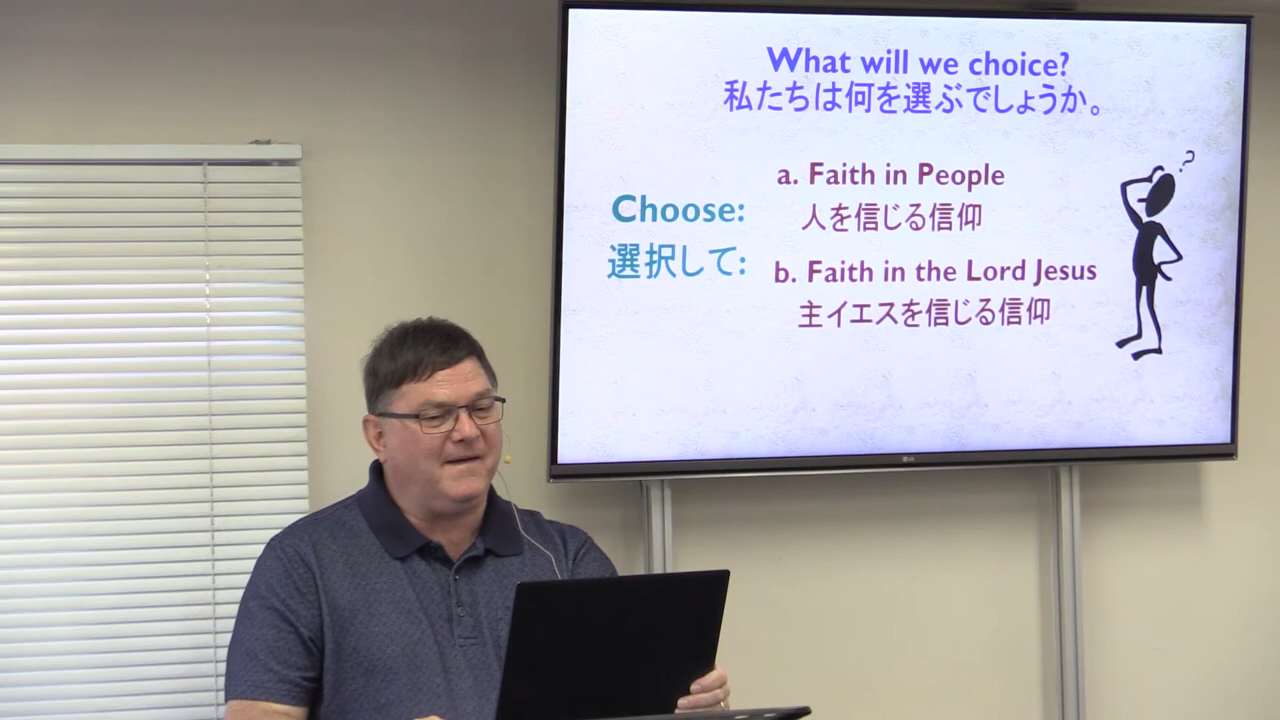 What will we choice?
私たちは何を選ぶでしょうか。
a. Faith in People
人を信じる信仰
Choose:
選択して:
b. Faith in the Lord Jesus
主イエスを信じる信仰
?
LG